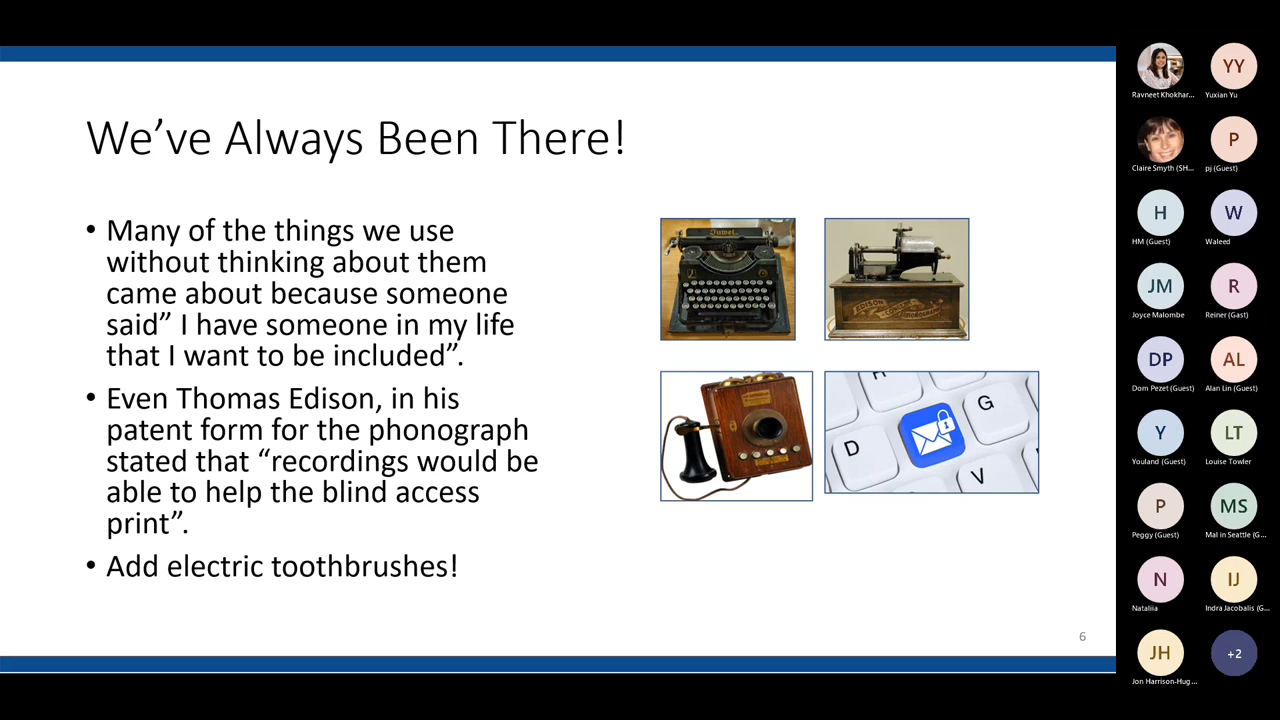 We’ve Always Been There!
• Many of the things we use
without thinking about them
came about because someone
said” I have someone in my life
that I want to be included”.
• Even Thomas Edison, in his
patent form for the phonograph
stated that “recordings would be
able to help the blind access
print”.
• Add electric toothbrushes!
Juwel
EDISON
H
G
D
V
6
Ravneet Khokhar...
YY
Yuxian Yu
Claire Smyth (SH...
P
pj (Guest)
H
HM (Guest)
W
Waleed
JM
Joyce Malombe
R
Reiner (Gast)
DP
Dom Pezet (Guest)
AL
Alan Lin (Guest)
Y
Youland (Guest)
LT
Louise Towler
P
Peggy (Guest)
MS
Mal in Seattle (G...
N
Nataliia
IJ
Indra Jacobalis (G...
JH
Jon Harrison-Hug...
+2